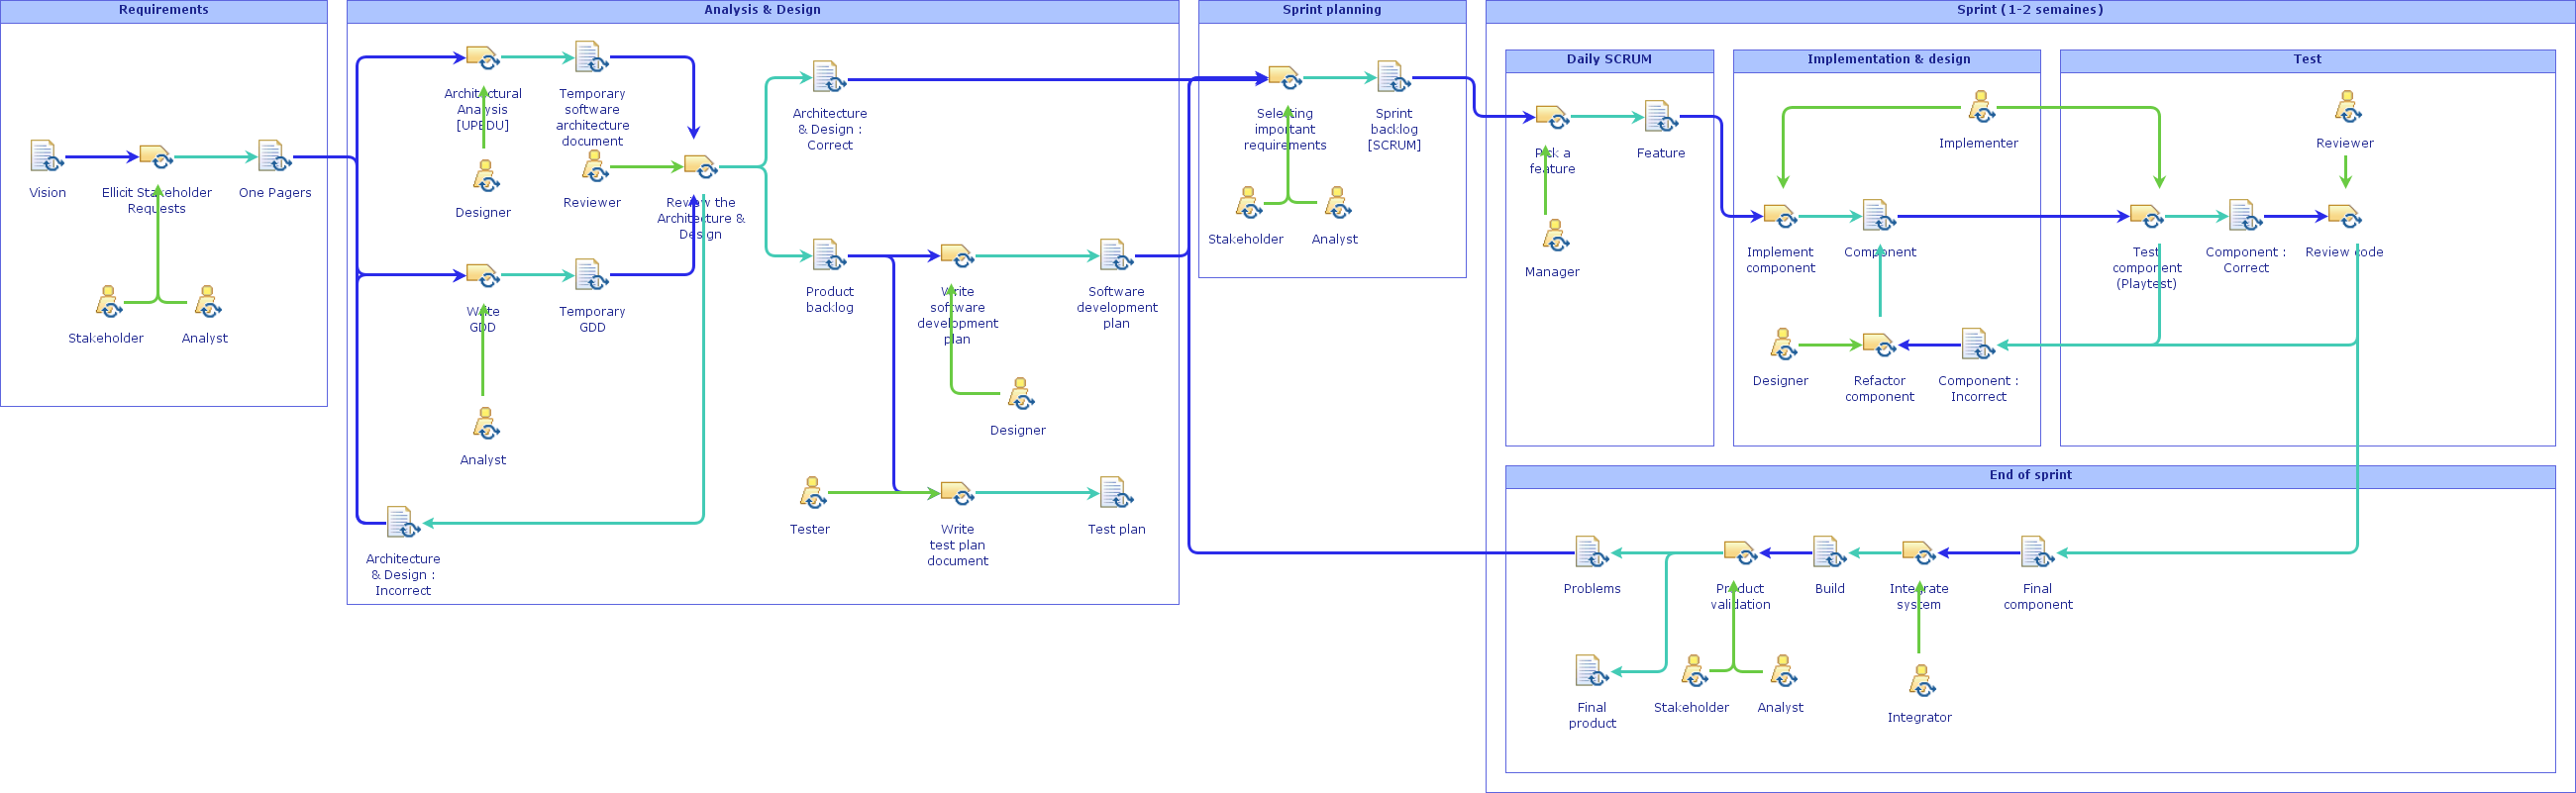 Requirements
Vision
Ellicit Stakeholder
Requests
One Pagers
Stakeholder
Analyst
Analysis & Design
Architectural
Analysis
[UPEDU]
Temporary
software
architecture
document
Designer
Reviewer
Review the
Architecture &
Design
Write
GDD
Temporary
GDD
Analyst
Architecture
& Design :
Incorrect
Architecture
& Design :
Correct
Product
backlog
Write
software
development
plan
Software
development
plan
Designer
Tester
Write
test plan
document
Test plan
Sprint planning
Selecting
important
requirements
Sprint
backlog
[SCRUM]
Stakeholder
Analyst
Sprint (1-2 semaines)
Daily SCRUM
Pick a
feature
Feature
Manager
Implementation & design
Implementer
Implement
component
Component
Designer
Refactor
component
Component :
Incorrect
Test
Reviewer
Test
component
(Playtest)
Component :
Correct
Review code
End of sprint
Problems
Product
validation
Build
Integrate
system
Final
component
Final
product
Stakeholder
Analyst
Integrator